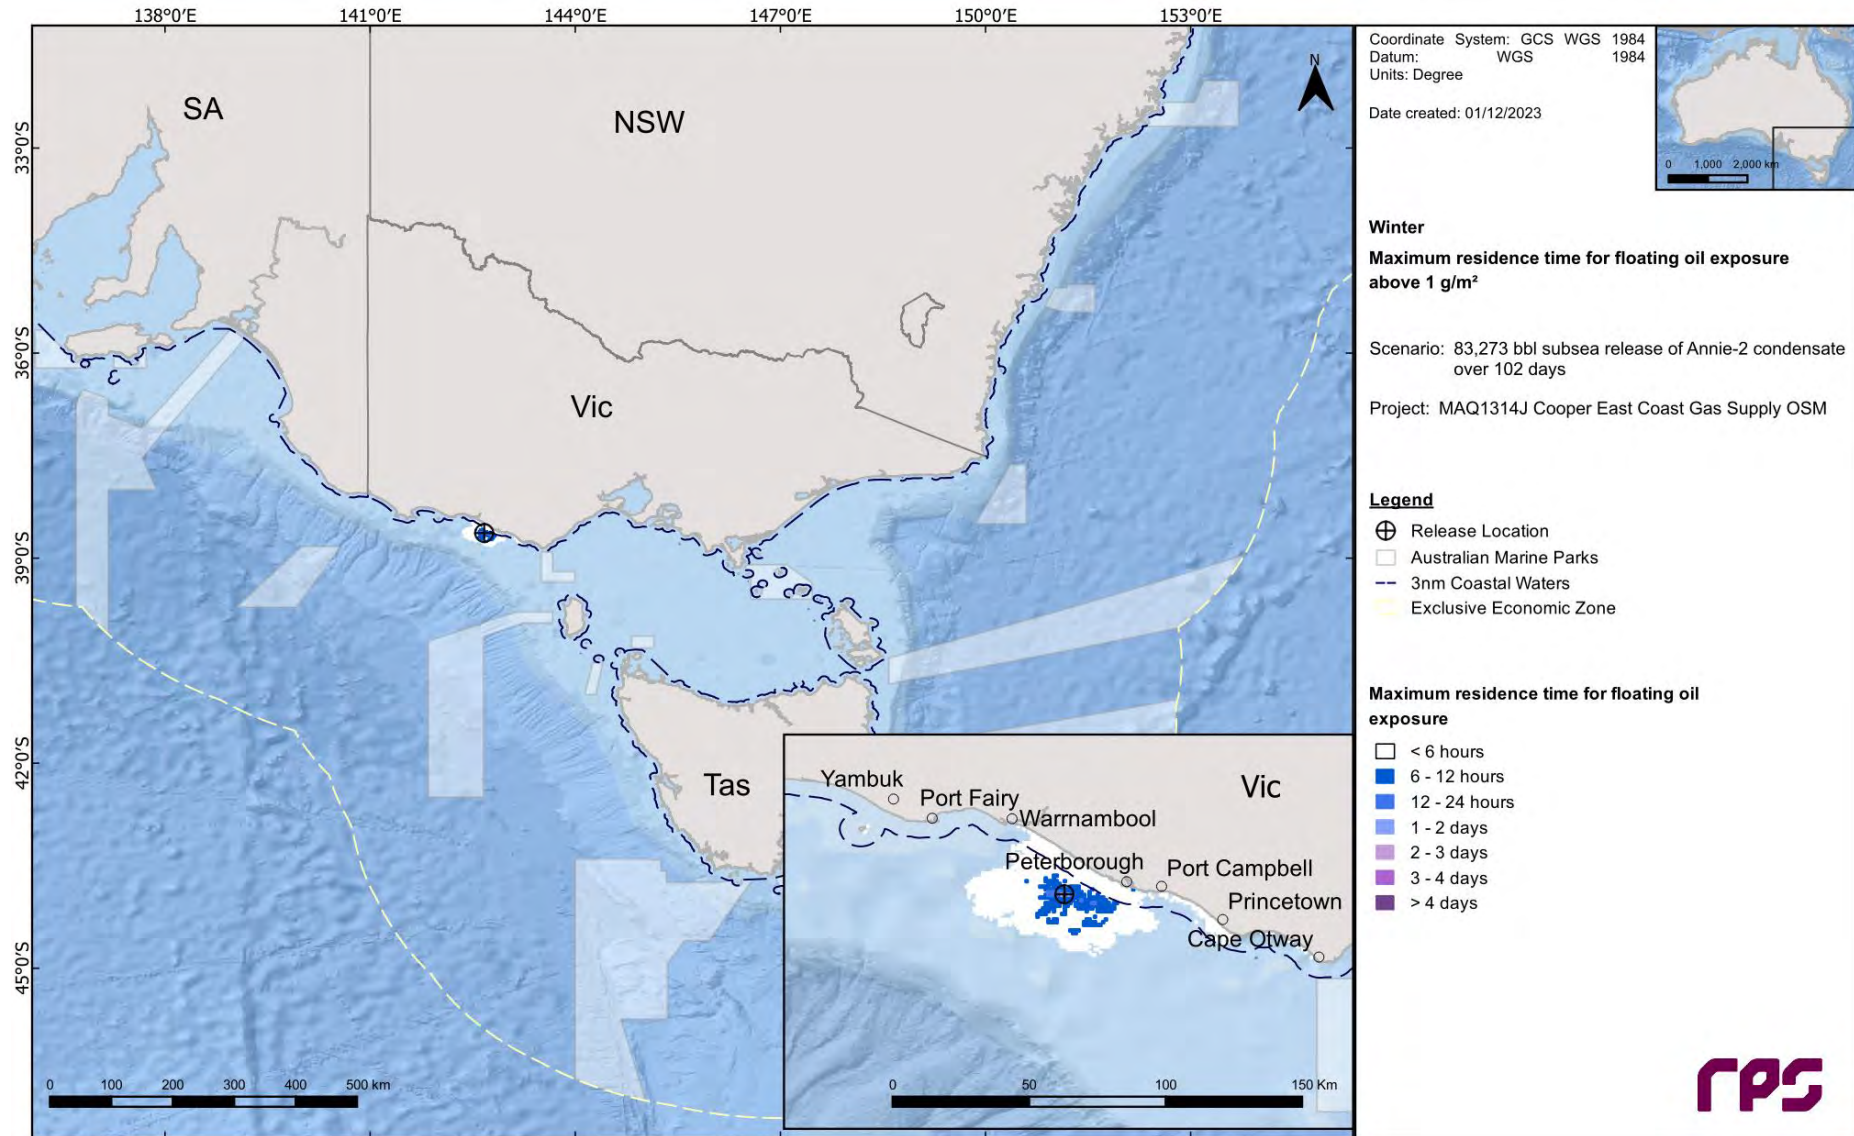 138°0'E 141°0'E 144°0'E 147°0'E 150°0'E 153°0'E
33°0'S
36°0'S
39°0'S
42°0'S
45°0'S
SA
NSW
Vic
Tas
N
0 100 200 300 400 500 km
Yambuk
Port Fairy
Warrnambool
Vic
Peterborough
Port Campbell
Princetown
Cape Otway
0 50 100 150 Km
Coordinate System: GCS WGS 1984
Datum: WGS 1984
Units: Degree
Date created: 01/12/2023
0 1,000 2,000 km
Winter
Maximum residence time for floating oil exposure
above 1 g/m²
Scenario: 83,273 bbl subsea release of Annie-2 condensate
over 102 days
Project: MAQ1314J Cooper East Coast Gas Supply OSM
Legend
Release Location
Australian Marine Parks
3nm Coastal Waters
Exclusive Economic Zone
Maximum residence time for floating oil
exposure
< 6 hours
6 - 12 hours
12 - 24 hours
1 - 2 days
2 - 3 days
3 - 4 days
> 4 days
rps